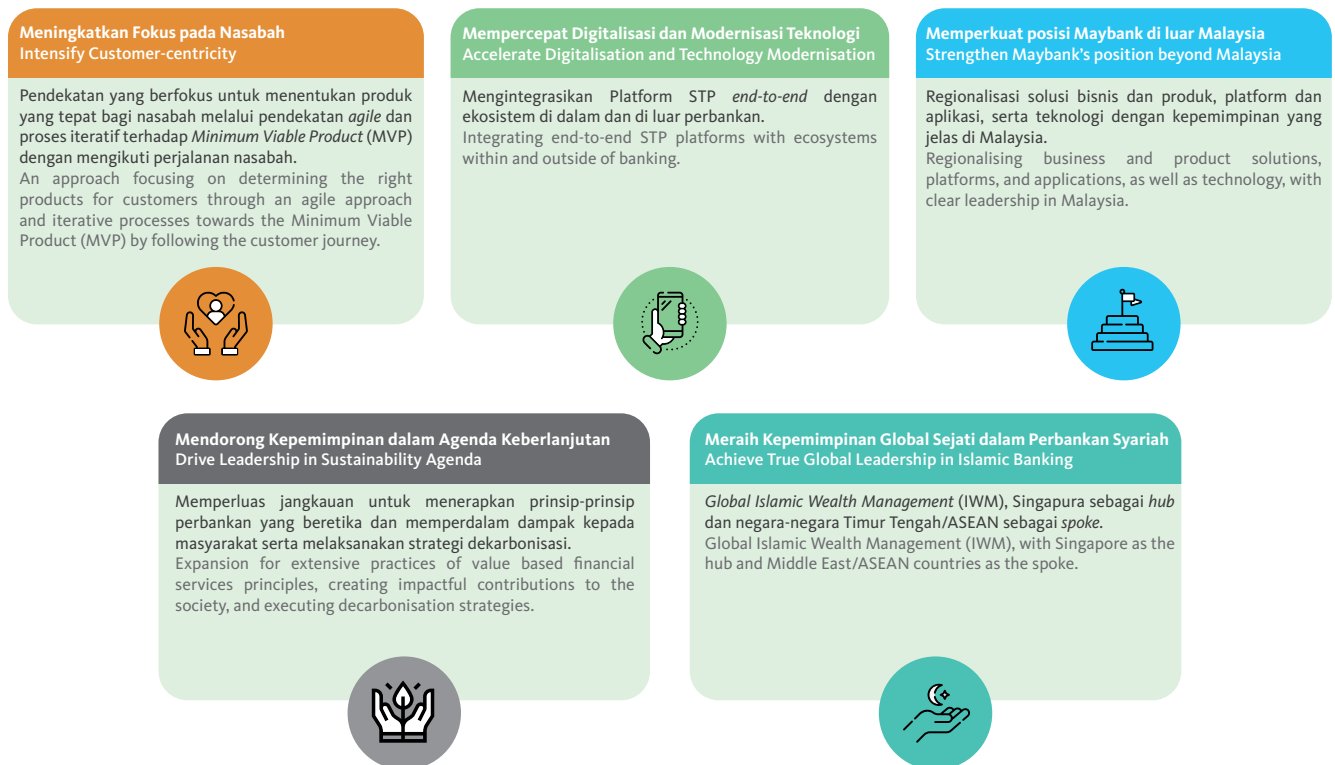 Meningkatkan Fokus pada Nasabah
Intensify Customer-centricity
Pendekatan yang berfokus untuk menentukan produk
yang tepat bagi nasabah melalui pendekatan agile dan
proses iteratif terhadap Minimum Viable Product (MVP)
dengan mengikuti perjalanan nasabah.
An approach focusing on determining the right
products for customers through an agile approach
and iterative processes towards the Minimum Viable
Product (MVP) by following the customer journey.
Mempercepat Digitalisasi dan Modernisasi Teknologi
Accelerate Digitalisation and Technology Modernisation
Mengintegrasikan Platform STP end-to-end dengan
ekosistem di dalam dan di luar perbankan.
Integrating end-to-end STP platforms with ecosystems
within and outside of banking.
Memperkuat posisi Maybank di luar Malaysia
Strengthen Maybank's position beyond Malaysia
Regionalisasi solusi bisnis dan produk, platform dan
aplikasi, serta teknologi dengan kepemimpinan yang
jelas di Malaysia.
Regionalising business and product solutions,
platforms, and applications, as well as technology, with
clear leadership in Malaysia.
Mendorong Kepemimpinan dalam Agenda Keberlanjutan
Drive Leadership in Sustainability Agenda
Memperluas jangkauan untuk menerapkan prinsip-prinsip
perbankan yang beretika dan memperdalam dampak kepada
masyarakat serta melaksanakan strategi dekarbonisasi.
Expansion for extensive practices of value based financial
services principles, creating impactful contributions to the
society, and executing decarbonisation strategies.
Meraih Kepemimpinan Global Sejati dalam Perbankan Syariah
Achieve True Global Leadership in Islamic Banking
Global Islamic Wealth Management (IWM), Singapura sebagai hub
dan negara-negara Timur Tengah/ASEAN sebagai spoke.
Global Islamic Wealth Management (IWM), with Singapore as the
hub and Middle East/ASEAN countries as the spoke.